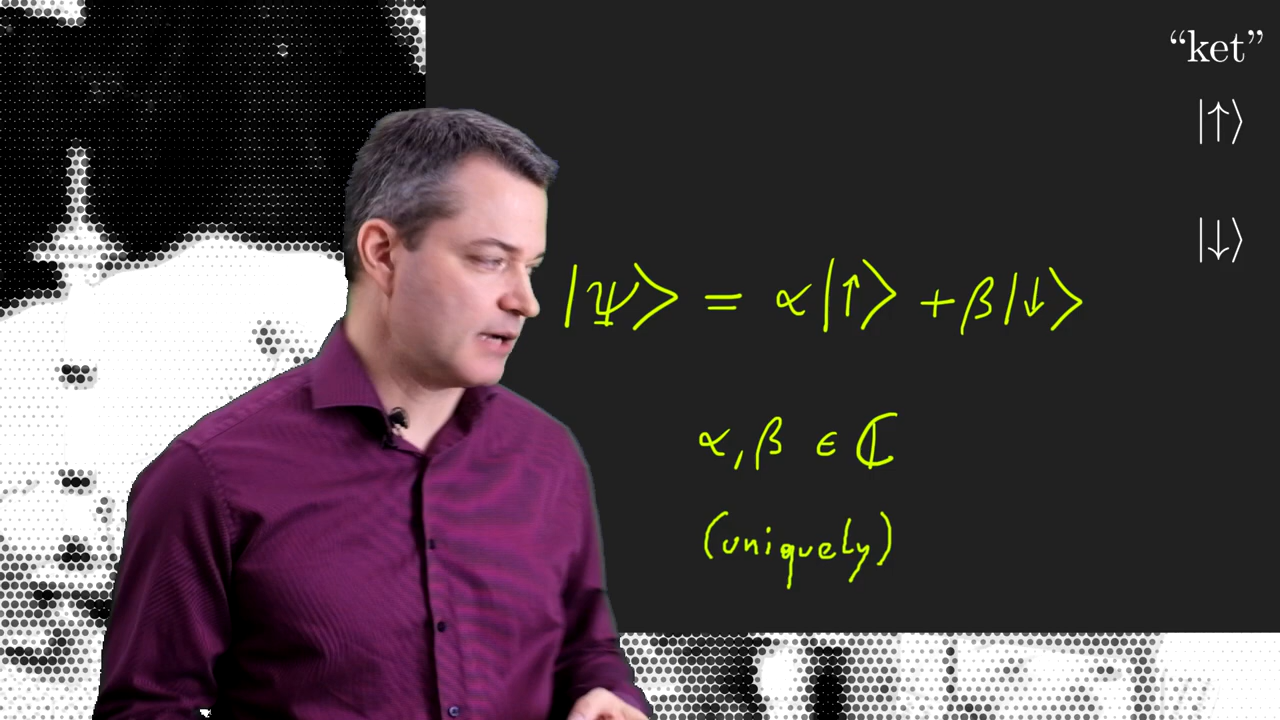 “ket”
|↑⟩
|↓⟩
|Ψ⟩ = α|↑⟩ + β|↓⟩
α, β ∈ ℂ
(uniquely)